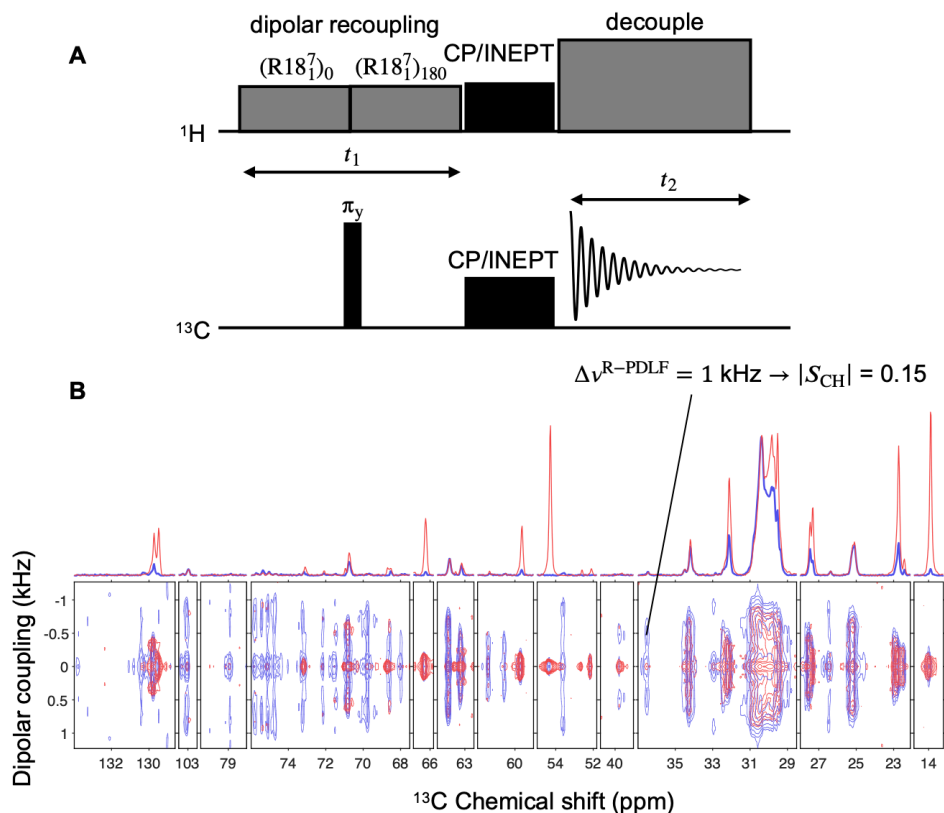 A
dipolar recoupling
CP/INEPT
decouple
(R18⁷₁)₀ (R18⁷₁)₁₈₀
¹H
t₁
t₂
πy
CP/INEPT
¹³C
Δν^R−PDLF = 1 kHz → |S_CH| = 0.15
B
Dipolar coupling (kHz)
-1
-0.5
0
0.5
1
132 130 103 79 74 72 70 68 66 63 60 54 52 40 35 33 31 29 27 25 23 14
¹³C Chemical shift (ppm)